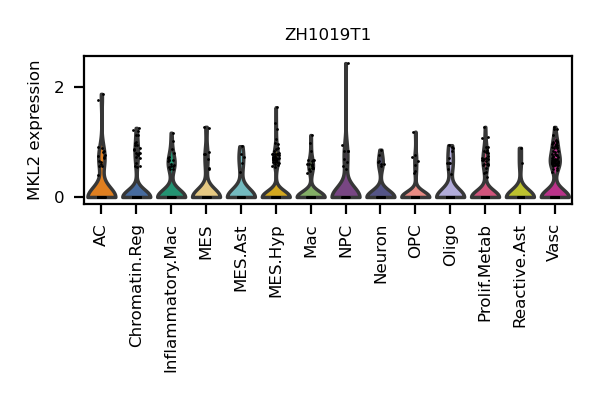 ZH1019T1
MKL2 expression
2
0
AC
Chromatin.Reg
Inflammatory.Mac
MES
MES.Ast
MES.Hyp
Mac
NPC
Neuron
OPC
Oligo
Prolif.Metab
Reactive.Ast
Vasc